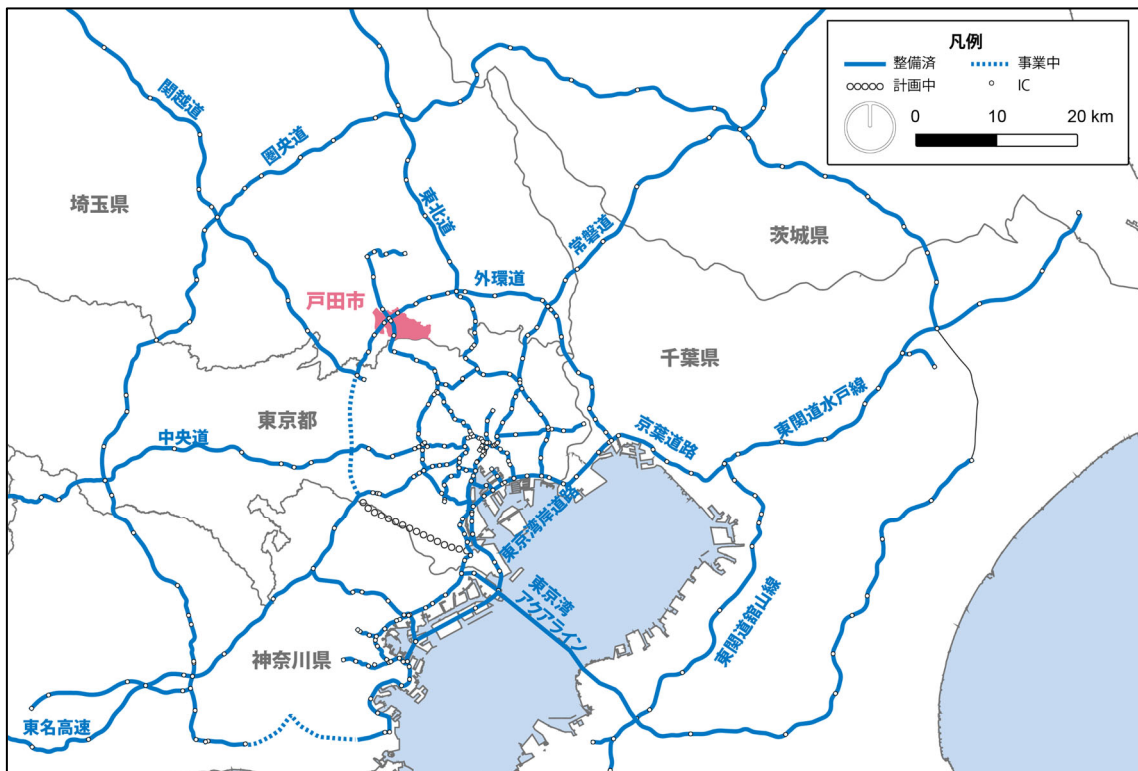 凡例
整備済
事業中
計画中
IC
0 10 20 km
関越道
圏央道
東北道
常磐道
埼玉県
茨城県
外環道
戸田市
千葉県
東京都
中央道
東関道水戸線
京葉道路
東京湾岸道路
東京湾
アクアライン
東関道館山線
神奈川県
東名高速